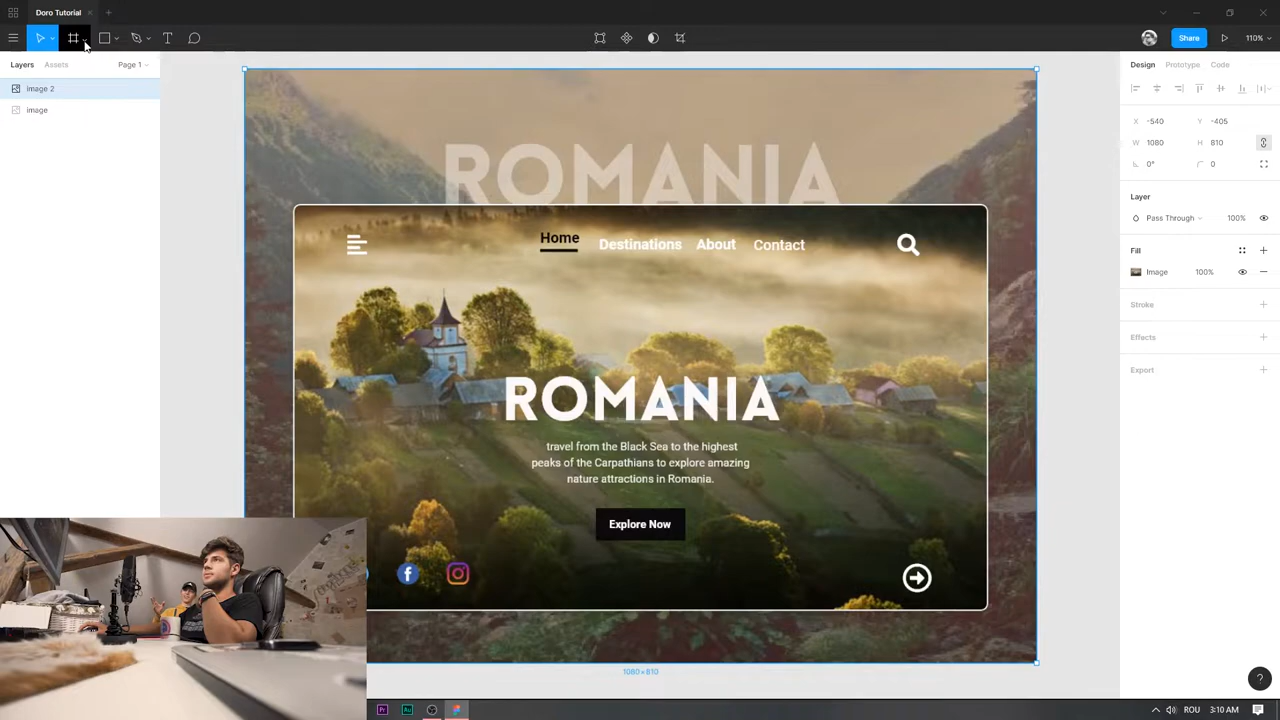 Doro Tutorial
Share
110%
Layers
Assets
Page 1
image 2
image
Design
Prototype
Code
X -540
Y -405
W 1080
H 810
0°
0
Layer
Pass Through
100%
Fill
Image
100%
Stroke
Effects
Export
ROMANIA
Home
Destinations
About
Contact
ROMANIA
travel from the Black Sea to the highest
peaks of the Carpathians to explore amazing
nature attractions in Romania.
Explore Now
1080×810
?
ROU
3:10 AM